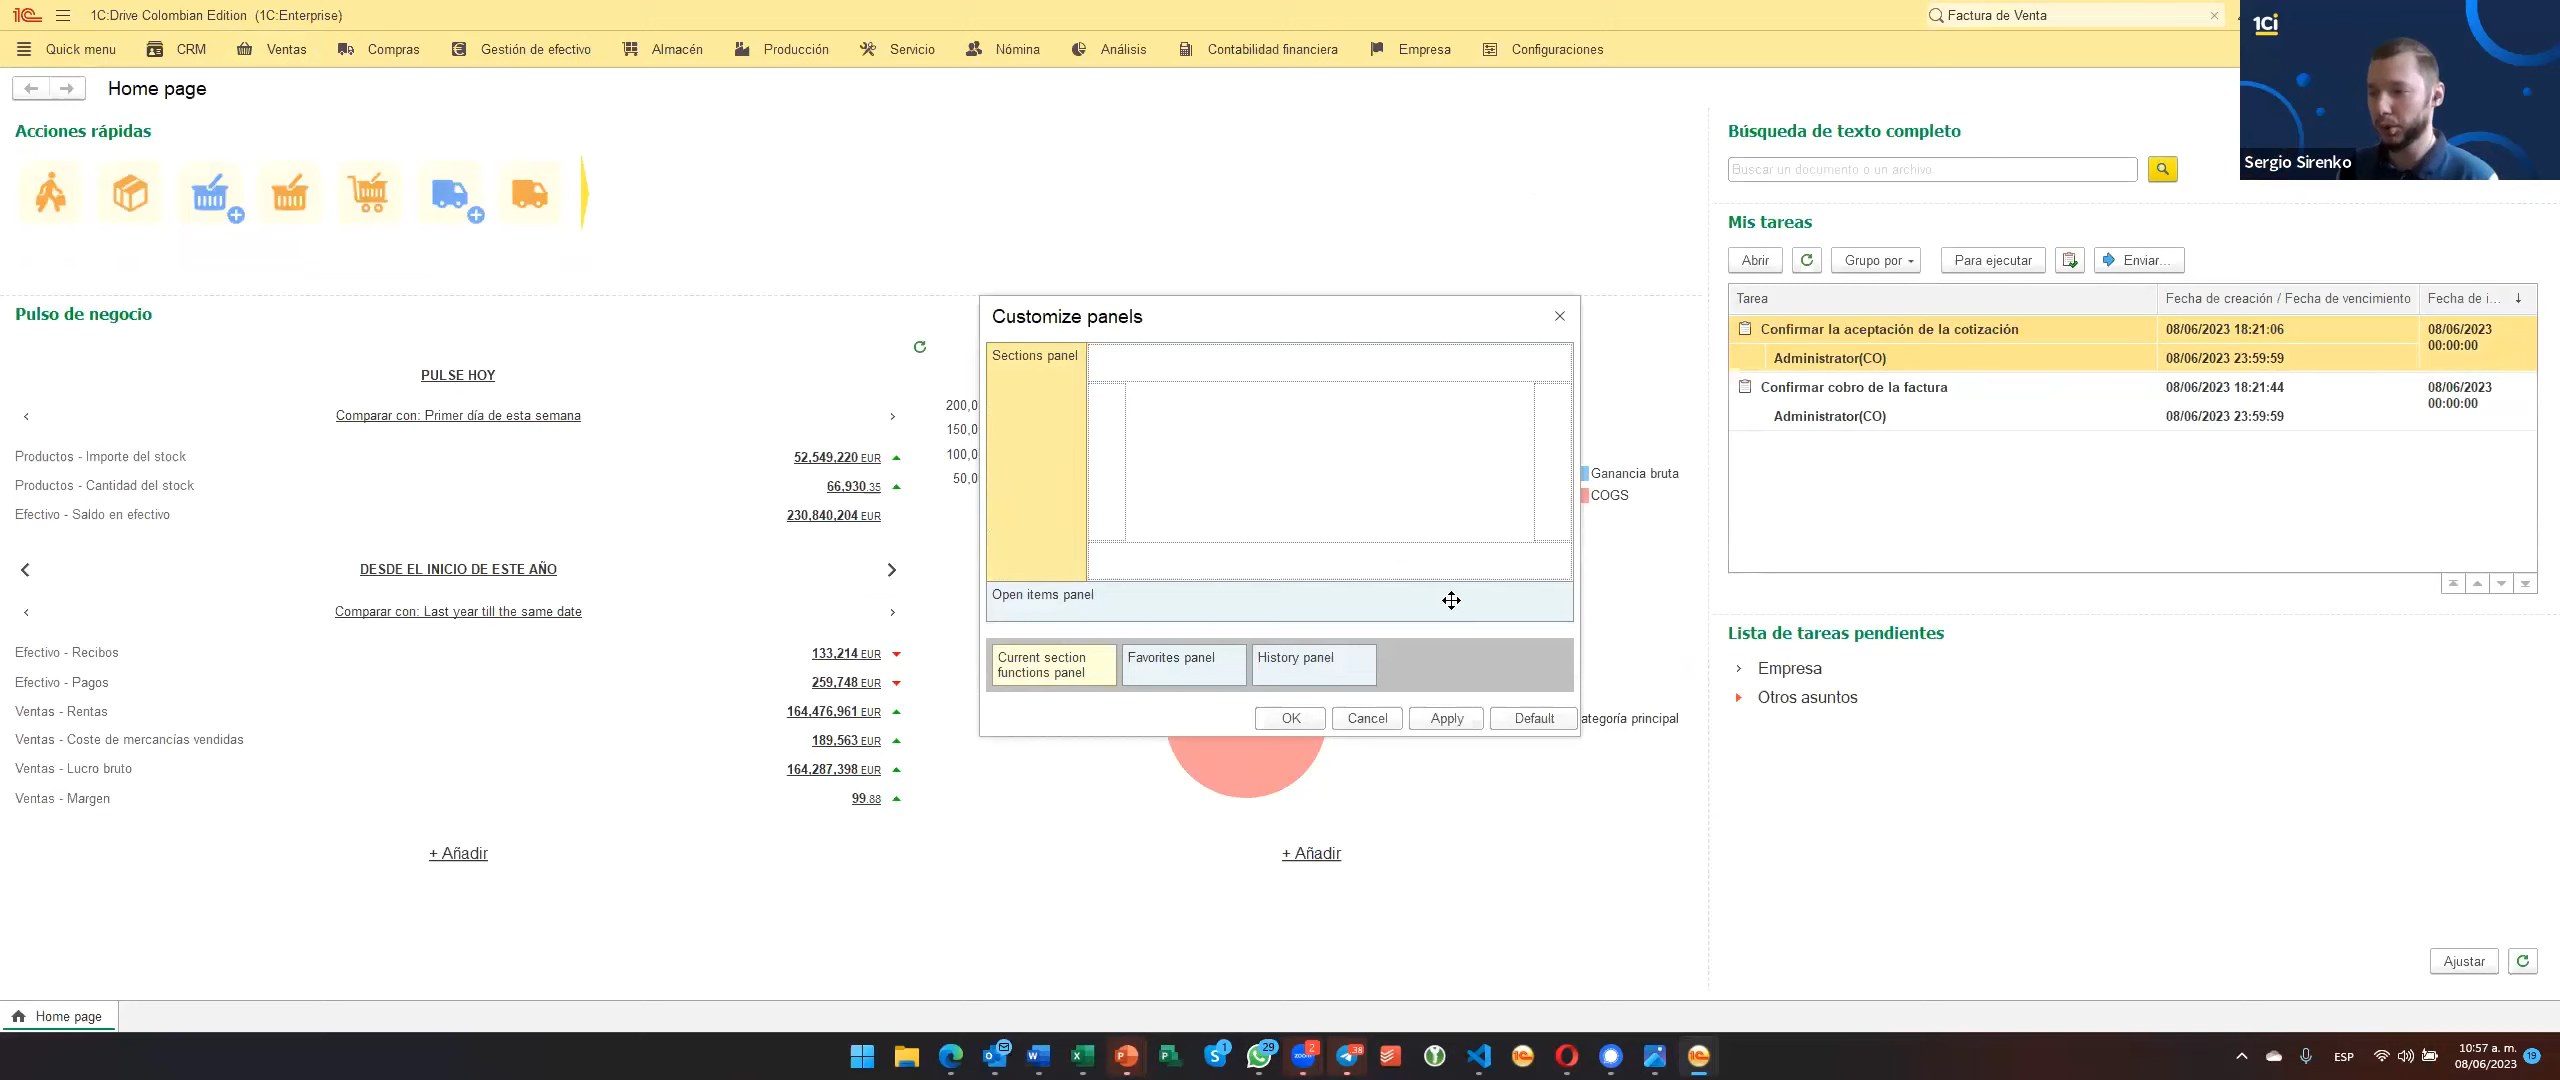 1C:Drive Colombian Edition (1C:Enterprise)
Factura de Venta
Quick menu
CRM
Ventas
Compras
Gestión de efectivo
Almacén
Producción
Servicio
Nómina
Análisis
Contabilidad financiera
Empresa
Configuraciones
1Ci
Sergio Sirenko
Home page
Acciones rápidas
Búsqueda de texto completo
Buscar un documento o un archivo
Mis tareas
Abrir
Grupo por
Para ejecutar
Enviar...
Tarea
Fecha de creación / Fecha de vencimiento
Fecha de i...
Confirmar la aceptación de la cotización
08/06/2023 18:21:06
08/06/2023
00:00:00
Administrator(CO)
08/06/2023 23:59:59
Confirmar cobro de la factura
08/06/2023 18:21:44
08/06/2023
00:00:00
Administrator(CO)
08/06/2023 23:59:59
Pulso de negocio
PULSE HOY
Comparar con: Primer día de esta semana
Productos - Importe del stock
52,549,220 EUR
Productos - Cantidad del stock
66,930.35
Efectivo - Saldo en efectivo
230,840,204 EUR
DESDE EL INICIO DE ESTE AÑO
Comparar con: Last year till the same date
Efectivo - Recibos
133,214 EUR
Efectivo - Pagos
259,748 EUR
Ventas - Rentas
164,476,961 EUR
Ventas - Coste de mercancías vendidas
189,563 EUR
Ventas - Lucro bruto
164,287,398 EUR
Ventas - Margen
99.88
+ Añadir
200,0
150,0
100,0
50,0
Ganancia bruta
COGS
ategoría principal
+ Añadir
Customize panels
Sections panel
Open items panel
Current section
functions panel
Favorites panel
History panel
OK
Cancel
Apply
Default
Lista de tareas pendientes
Empresa
Otros asuntos
Ajustar
Home page
1
29
2
38
ESP
10:57 a. m.
08/06/2023
19